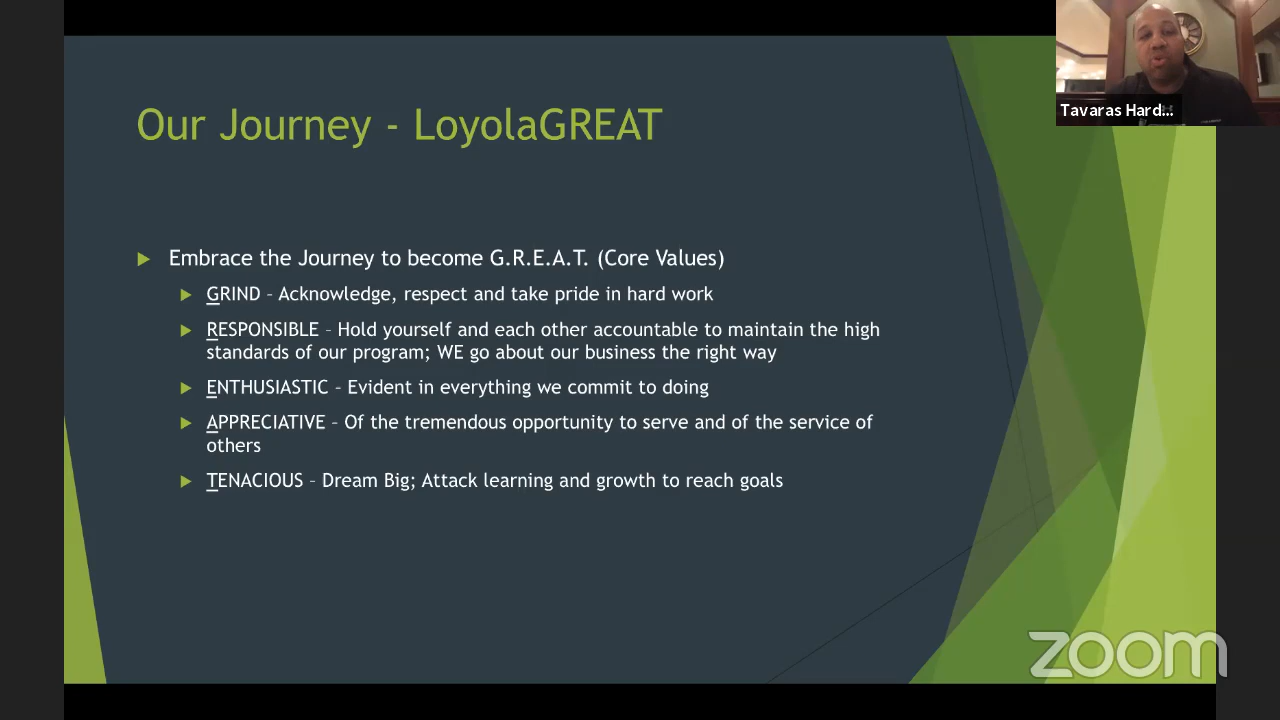 Tavaras Hard...
Our Journey - LoyolaGREAT
Embrace the Journey to become G.R.E.A.T. (Core Values)
GRIND – Acknowledge, respect and take pride in hard work
RESPONSIBLE – Hold yourself and each other accountable to maintain the high
standards of our program; WE go about our business the right way
ENTHUSIASTIC – Evident in everything we commit to doing
APPRECIATIVE – Of the tremendous opportunity to serve and of the service of
others
TENACIOUS – Dream Big; Attack learning and growth to reach goals
zoom